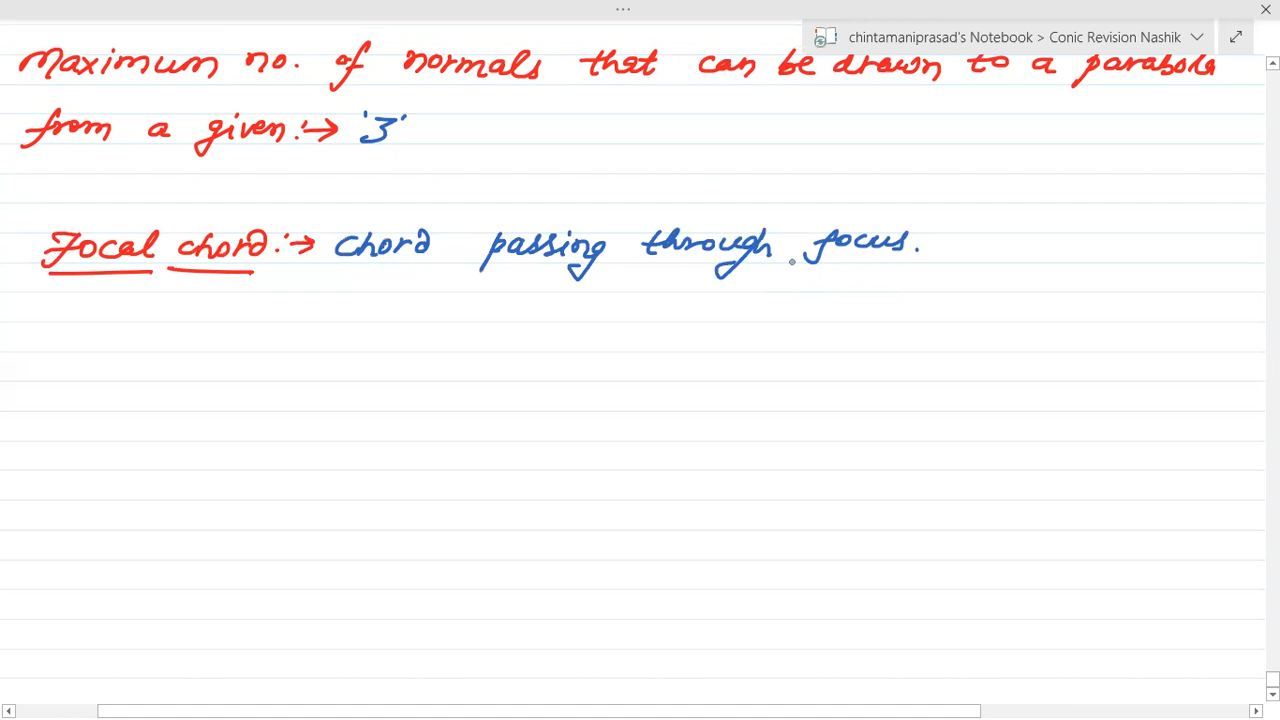 ...
chintamaniprasad's Notebook > Conic Revision Nashik
Maximum no. of normals that can be drawn to a parabola
from a given :→ '3'
Focal chord :→ chord passing through focus.